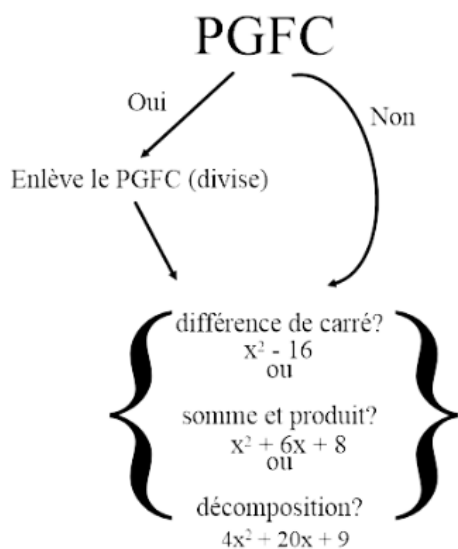 PGFC
Oui
Non
Enlève le PGFC (divise)
différence de carré?
x² - 16
ou
somme et produit?
x² + 6x + 8
ou
décomposition?
4x² + 20x + 9